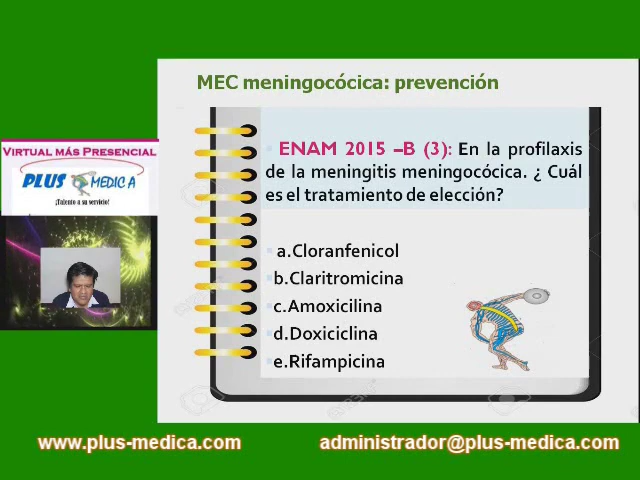 MEC meningocócica: prevención
VIRTUAL MÁS PRESENCIAL
PLUS MEDICA
¡Talento a su servicio!
ENAM 2015 –B (3): En la profilaxis
de la meningitis meningocócica. ¿ Cuál
es el tratamiento de elección?
a.Cloranfenicol
b.Claritromicina
c.Amoxicilina
d.Doxiciclina
e.Rifampicina
www.plus-medica.com
administrador@plus-medica.com